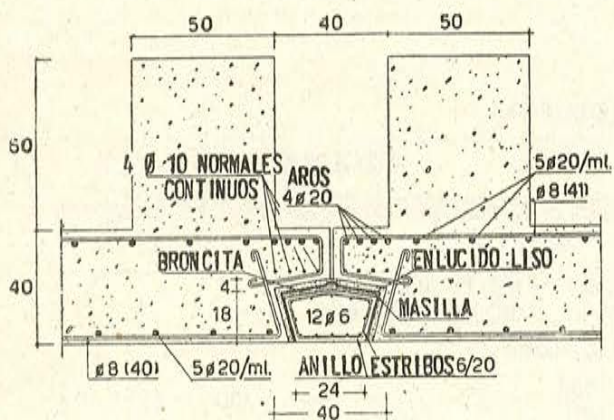 50 40 50
60
4 Ø 10 NORMALES
CONTINUOS
AROS
4ø20
5ø20/ml.
ø8(41)
BRONCITA
ENLUCIDO LISO
40
4
18
12ø6
MASILLA
ø8(40)
5ø20/ml.
ANILLO
ESTRIBOS 6/20
24
40